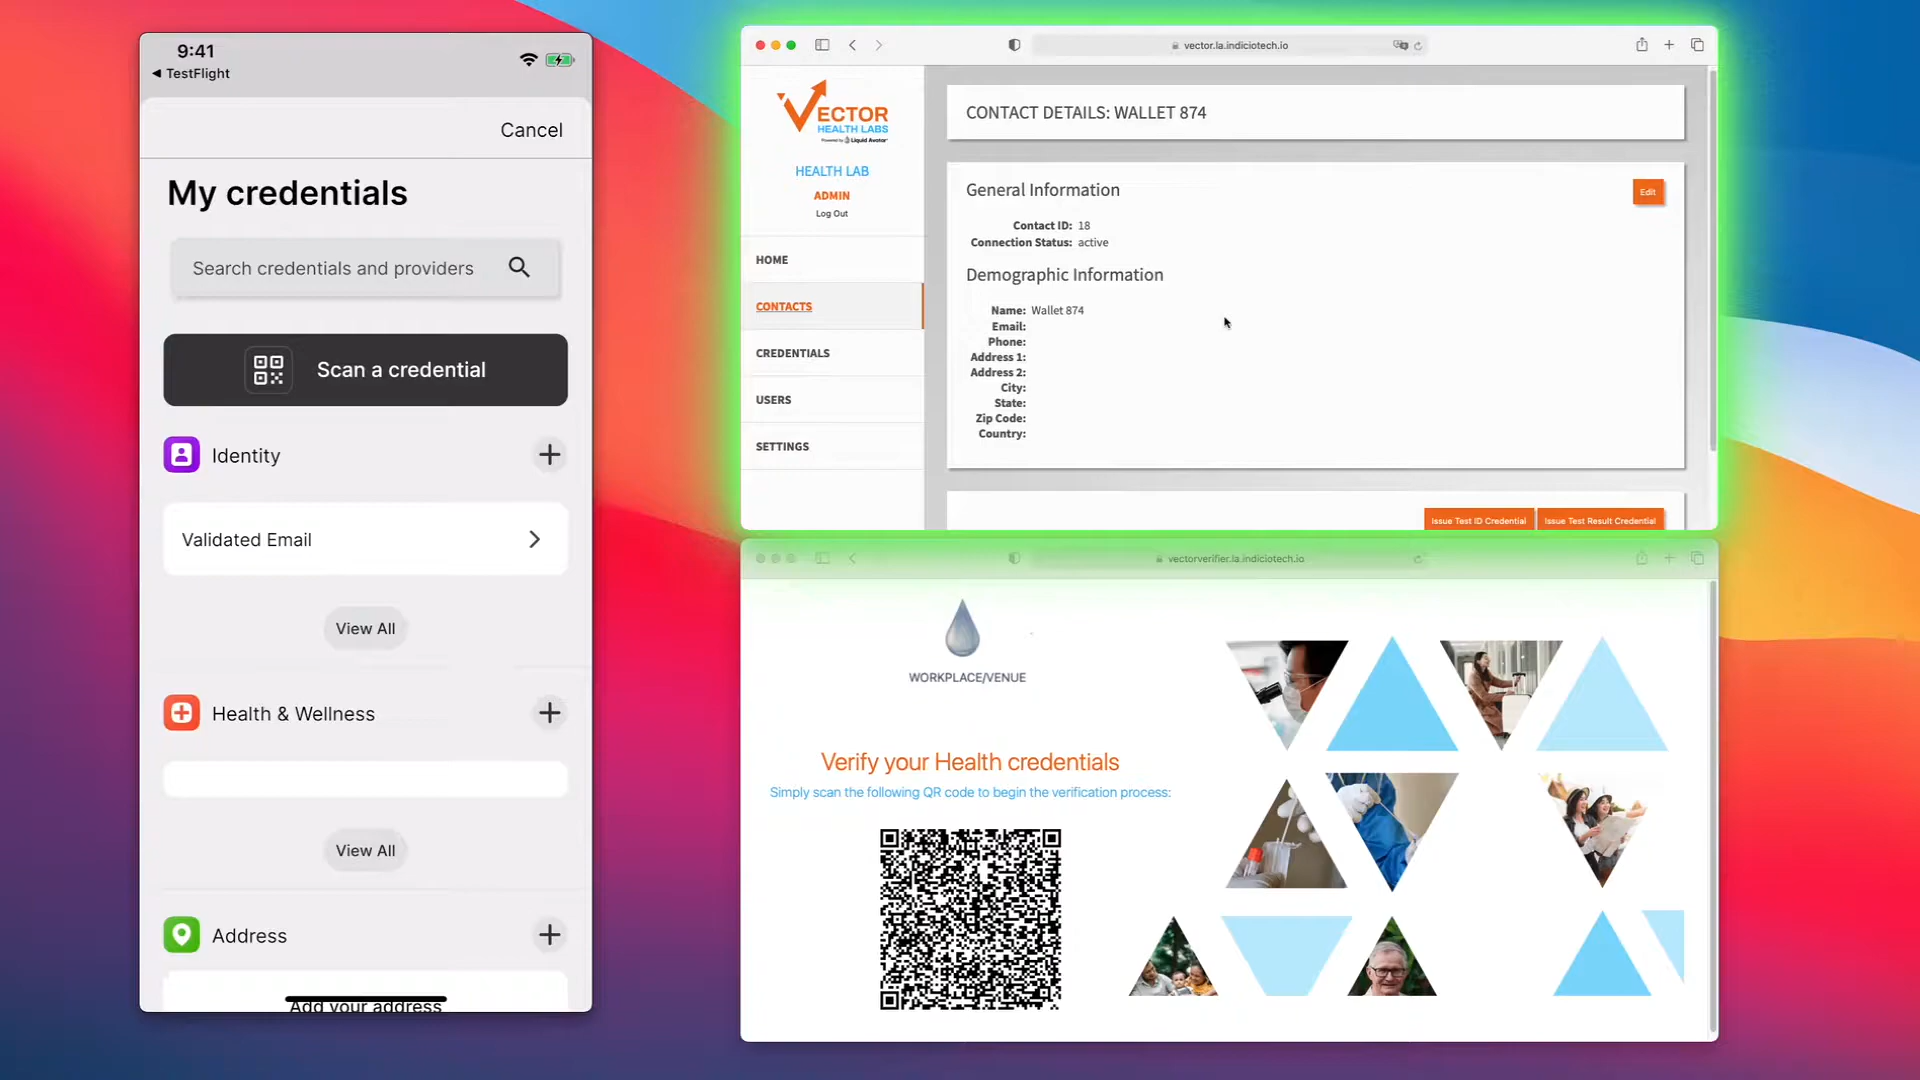 9:41
◀ TestFlight
Cancel
My credentials
Search credentials and providers
Scan a credential
Identity
Validated Email
View All
Health & Wellness
View All
Address
Add your address
vector.la.indiciotech.io
VECTOR
HEALTH LABS
Powered by Liquid Avatar
HEALTH LAB
ADMIN
Log Out
HOME
CONTACTS
CREDENTIALS
USERS
SETTINGS
CONTACT DETAILS: WALLET 874
General Information
Edit
Contact ID: 18
Connection Status: active
Demographic Information
Name: Wallet 874
Email:
Phone:
Address 1:
Address 2:
City:
State:
Zip Code:
Country:
Issue Test ID Credential
Issue Test Result Credential
vectorverifier.la.indiciotech.io
WORKPLACE/VENUE
Verify your Health credentials
Simply scan the following QR code to begin the verification process: